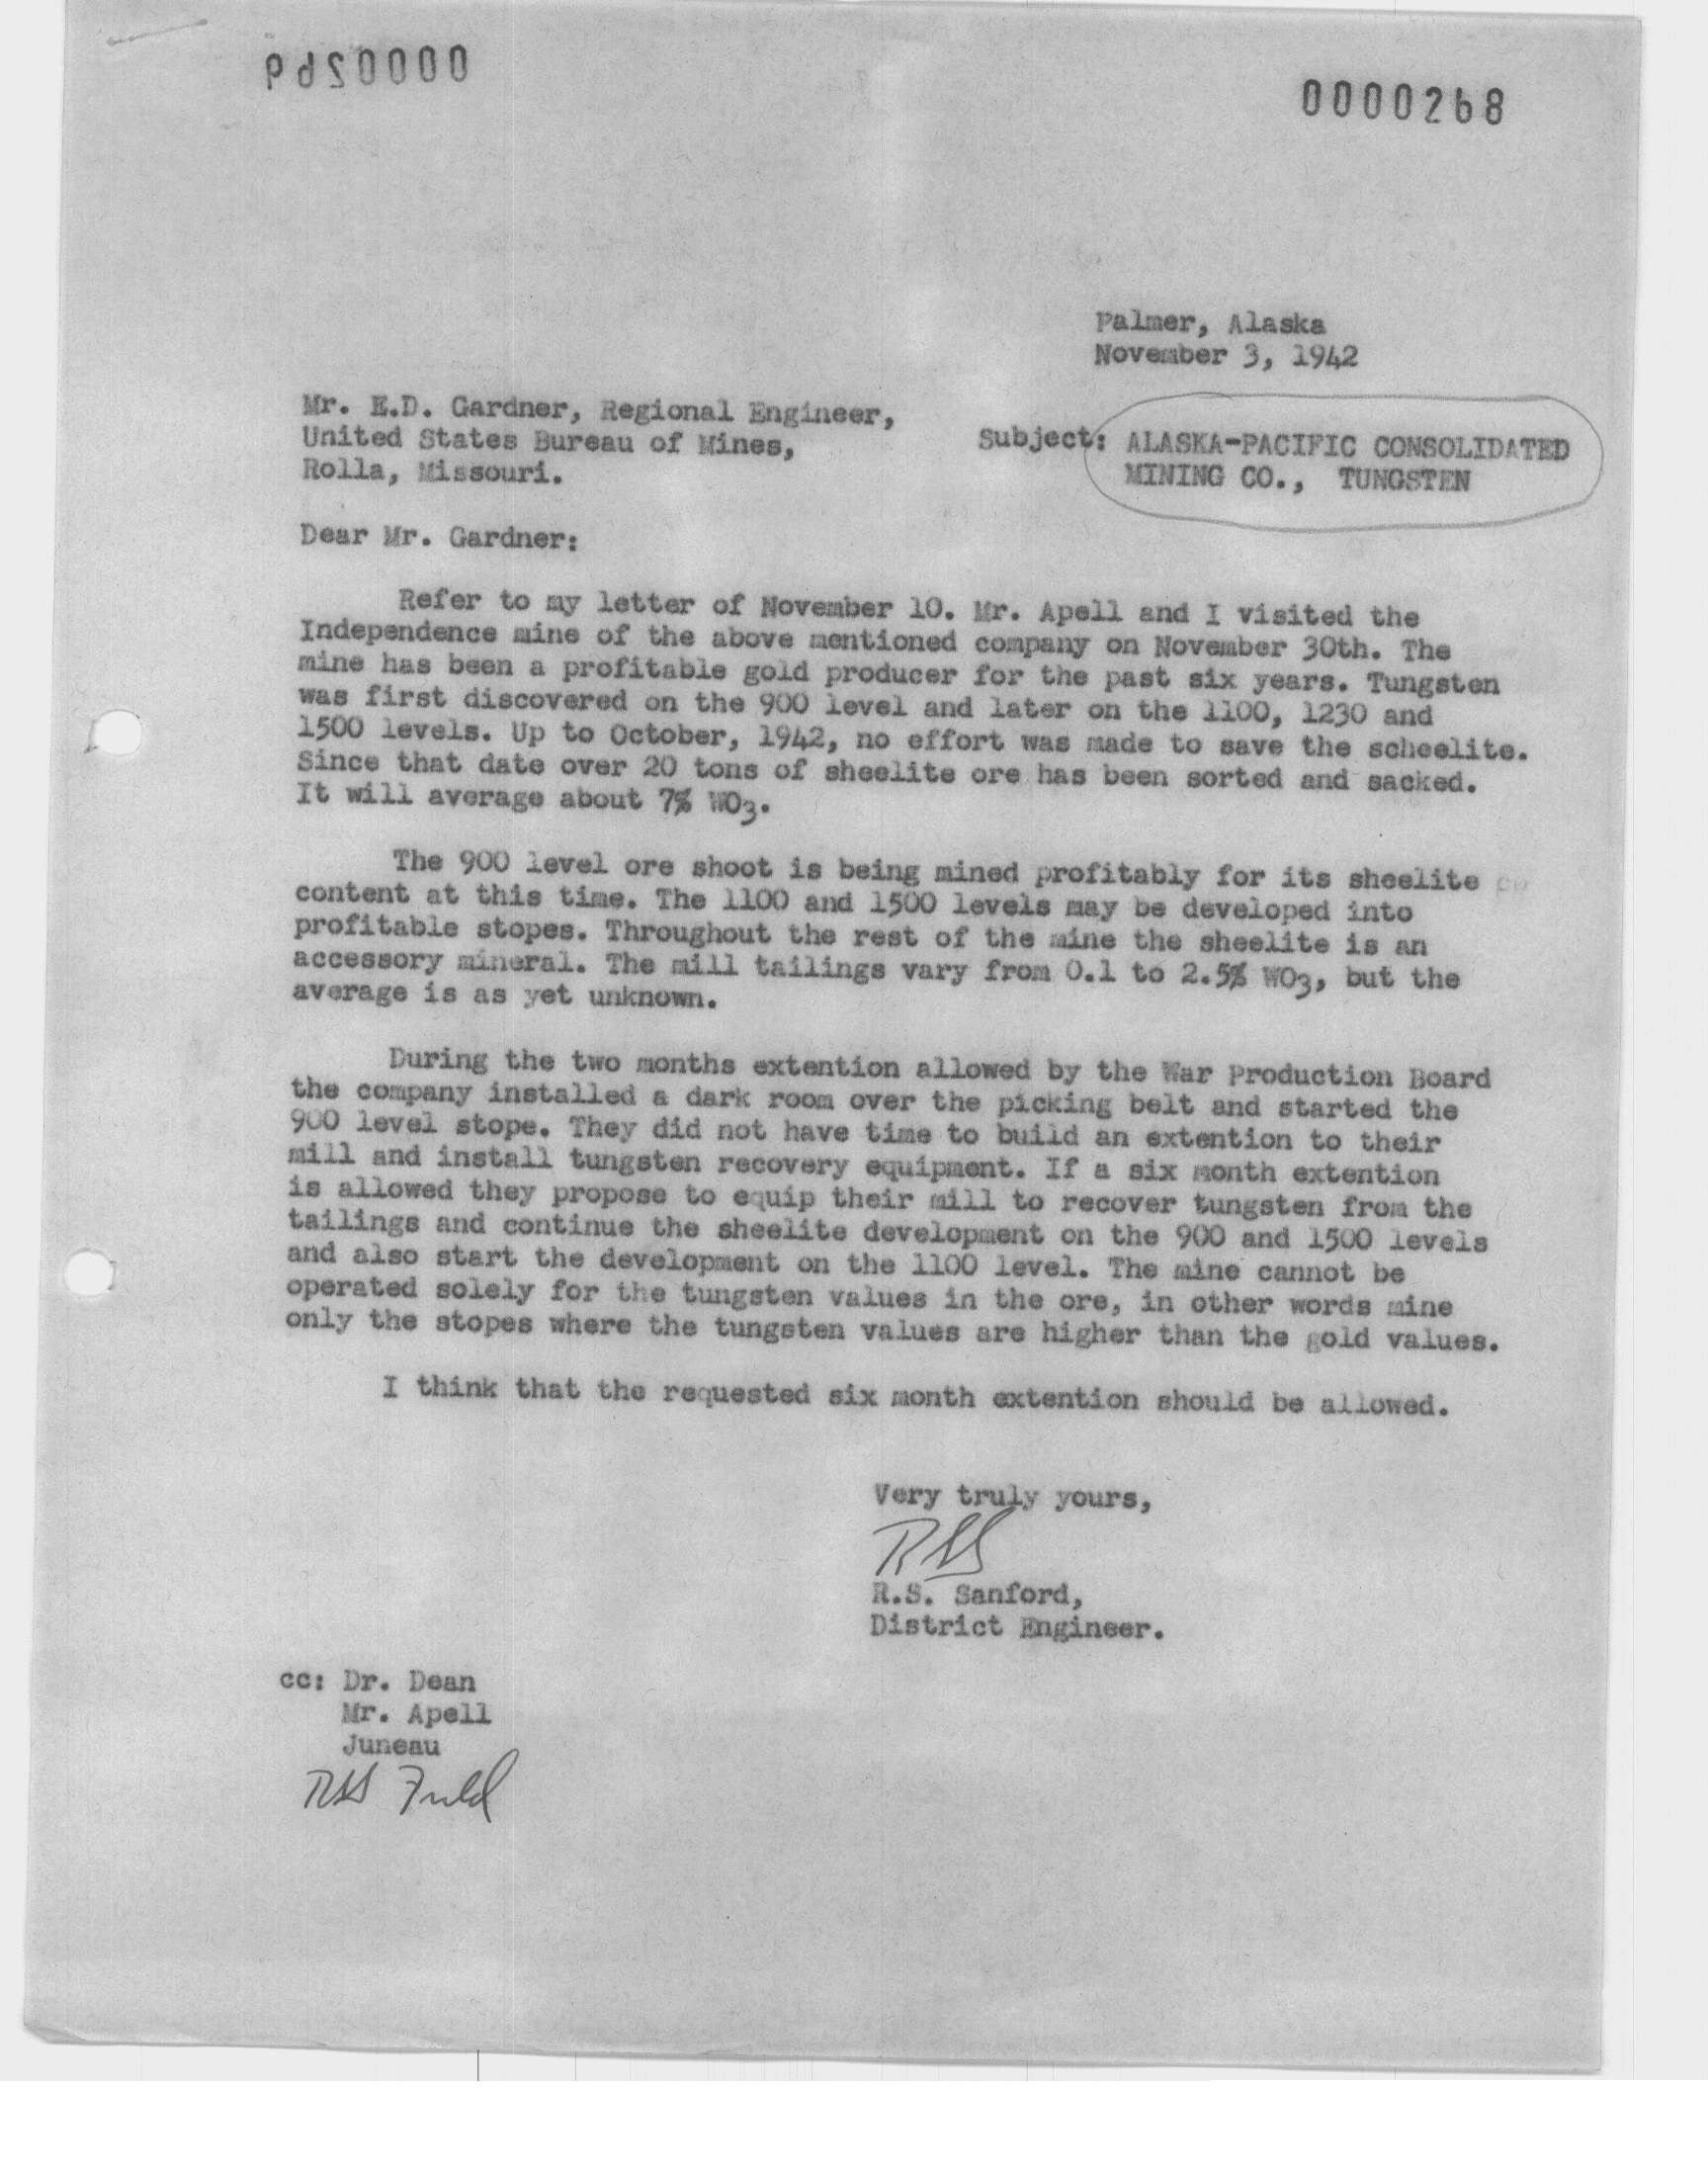 0000268
Palmer, Alaska
November 3, 1942
Mr. E.D. Gardner, Regional Engineer,
United States Bureau of Mines,
Rolla, Missouri.
Subject: ALASKA-PACIFIC CONSOLIDATED
MINING CO., TUNGSTEN
Dear Mr. Gardner:
Refer to my letter of November 10. Mr. Apell and I visited the
Independence mine of the above mentioned company on November 30th. The
mine has been a profitable gold producer for the past six years. Tungsten
was first discovered on the 900 level and later on the 1100, 1230 and
1500 levels. Up to October, 1942, no effort was made to save the scheelite.
Since that date over 20 tons of sheelite ore has been sorted and sacked.
It will average about 7% WO3.
The 900 level ore shoot is being mined profitably for its sheelite
content at this time. The 1100 and 1500 levels may be developed into
profitable stopes. Throughout the rest of the mine the sheelite is an
accessory mineral. The mill tailings vary from 0.1 to 2.5% WO3, but the
average is as yet unknown.
During the two months extention allowed by the War Production Board
the company installed a dark room over the picking belt and started the
900 level stope. They did not have time to build an extention to their
mill and install tungsten recovery equipment. If a six month extention
is allowed they propose to equip their mill to recover tungsten from the
tailings and continue the sheelite development on the 900 and 1500 levels
and also start the development on the 1100 level. The mine cannot be
operated solely for the tungsten values in the ore, in other words mine
only the stopes where the tungsten values are higher than the gold values.
I think that the requested six month extention should be allowed.
Very truly yours,
RSS
R.S. Sanford,
District Engineer.
cc: Dr. Dean
Mr. Apell
Juneau
RSS Field